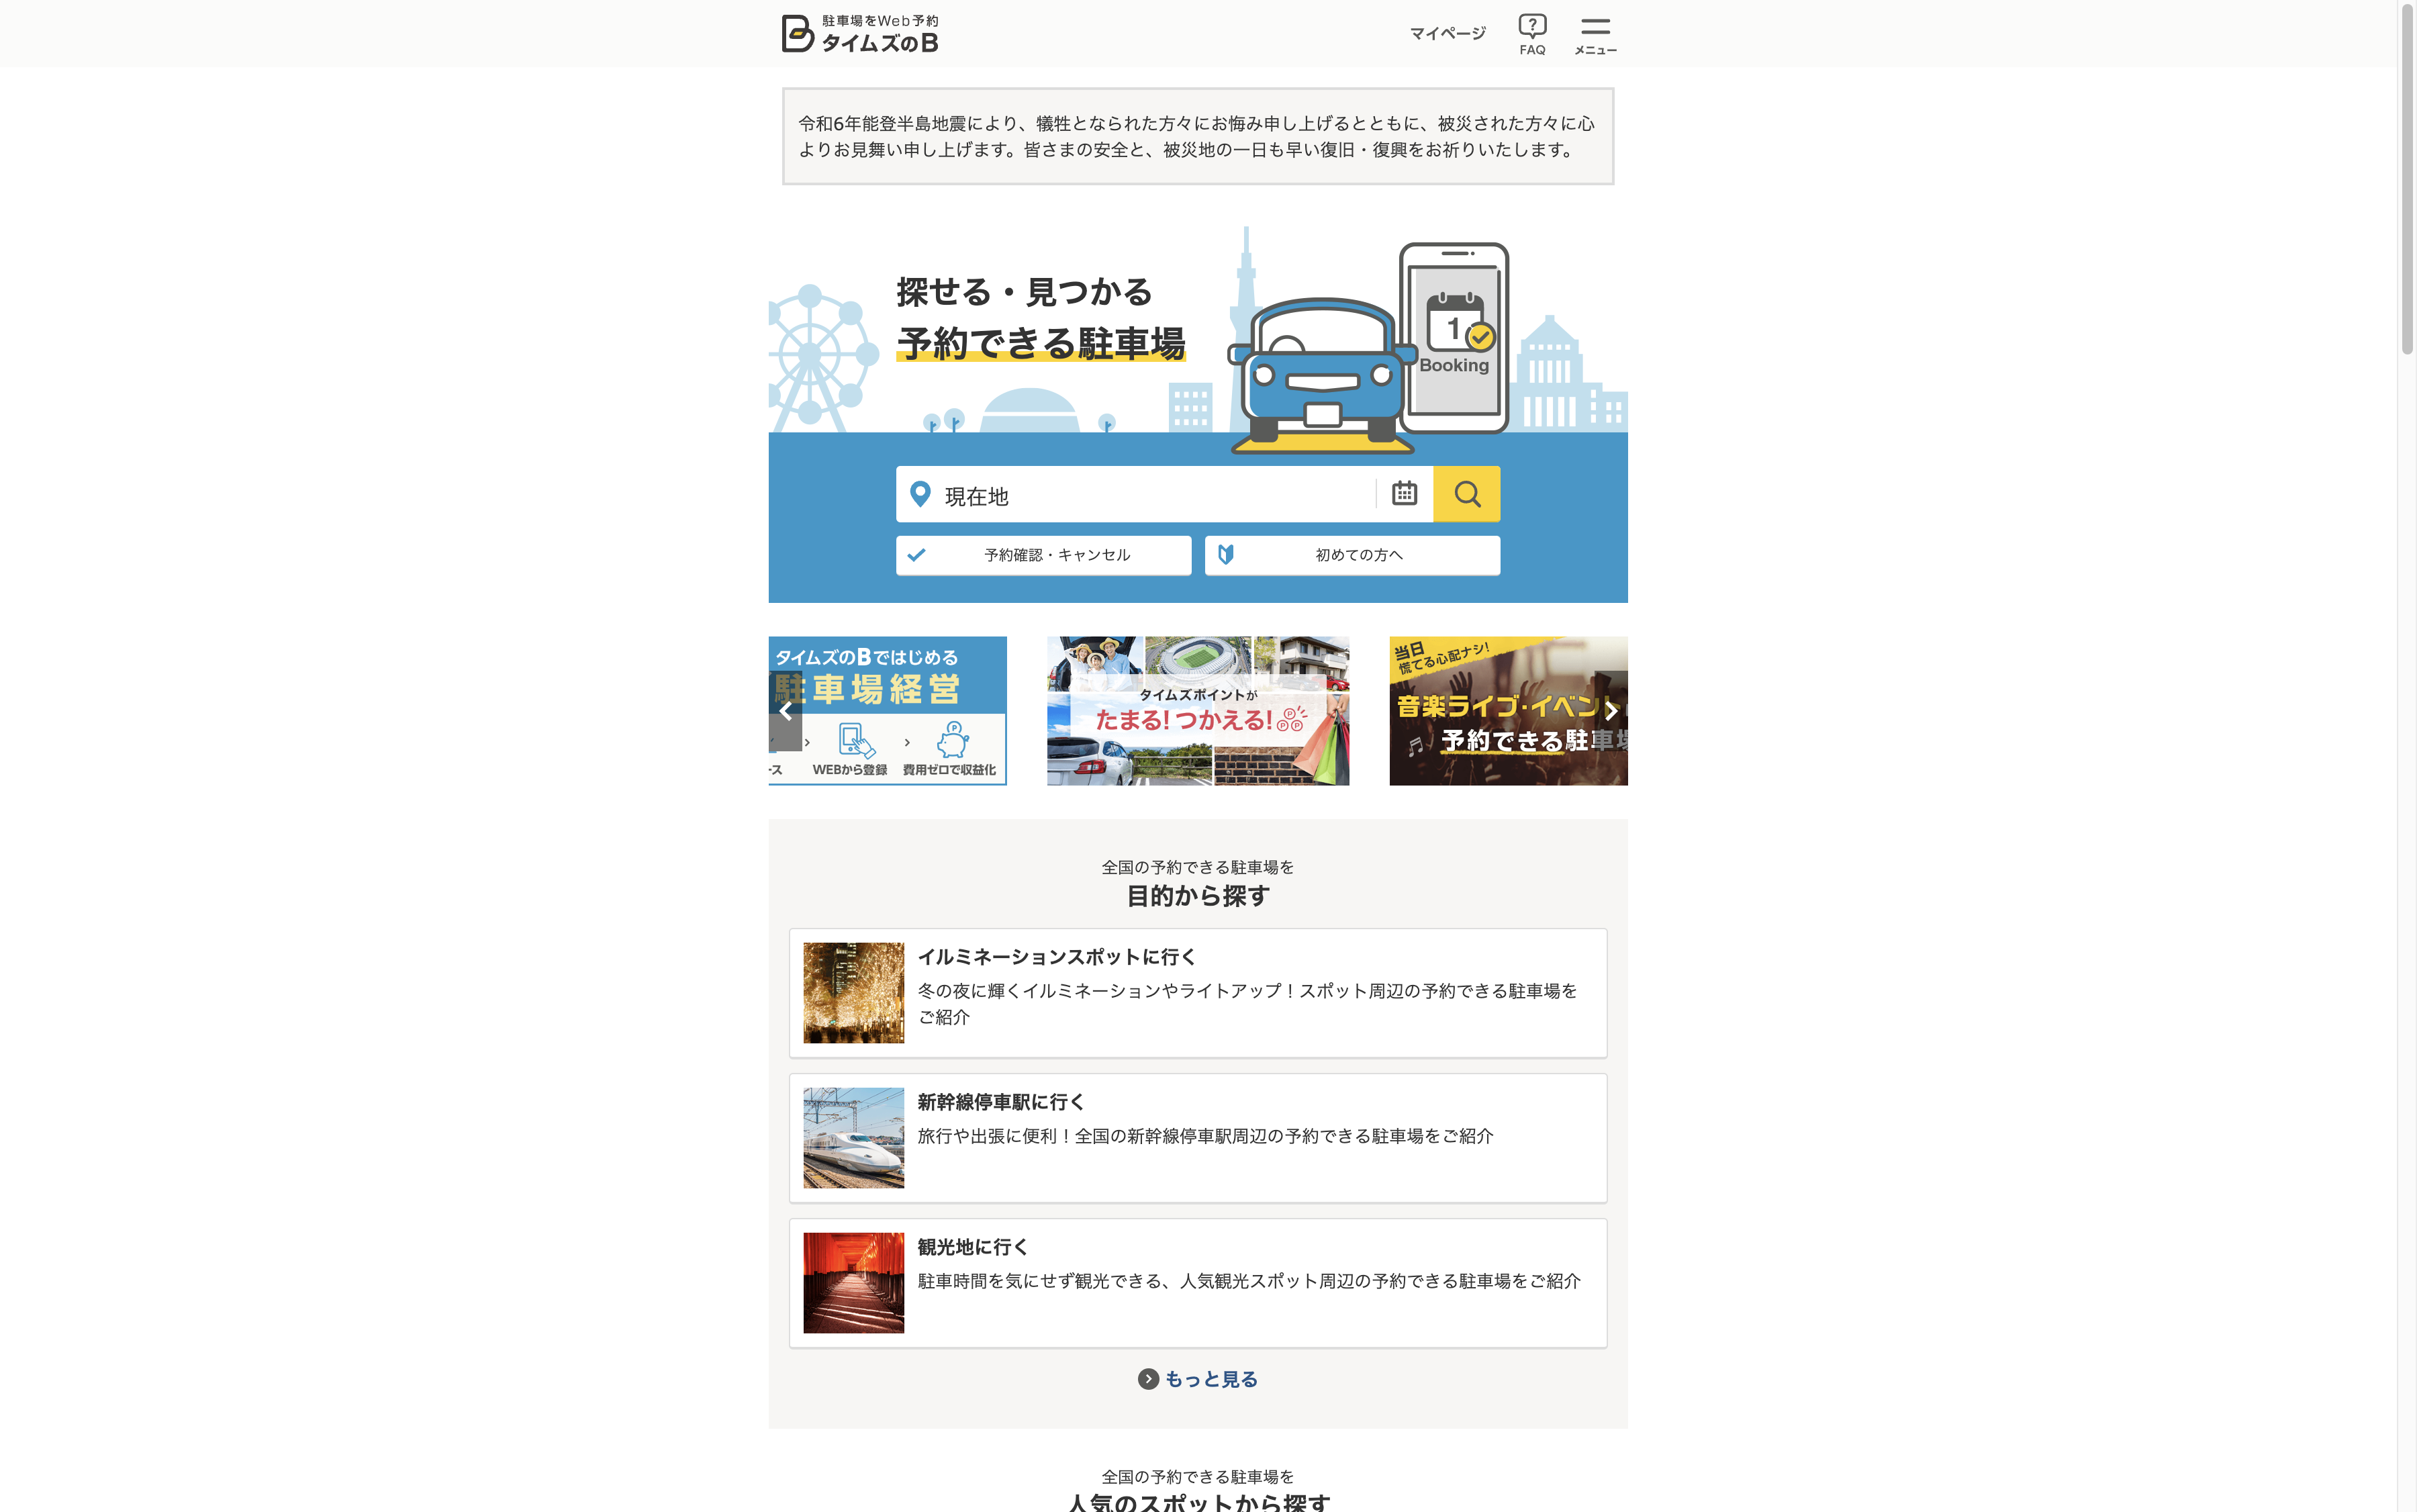 駐車場をWeb予約
タイムズのB
マイページ
FAQ
メニュー
令和6年能登半島地震により、犠牲となられた方々にお悔み申し上げるとともに、被災された方々に心
よりお見舞い申し上げます。皆さまの安全と、被災地の一日も早い復旧・復興をお祈りいたします。
探せる・見つかる
予約できる駐車場
1
Booking
現在地
予約確認・キャンセル
初めての方へ
タイムズのBではじめる
駐車場経営
ス
WEBから登録
費用ゼロで収益化
タイムズポイントが
たまる!つかえる!
当日
慌てる心配ナシ!
音楽ライブ・イベント
予約できる駐車場
全国の予約できる駐車場を
目的から探す
イルミネーションスポットに行く
冬の夜に輝くイルミネーションやライトアップ！スポット周辺の予約できる駐車場を
ご紹介
新幹線停車駅に行く
旅行や出張に便利！全国の新幹線停車駅周辺の予約できる駐車場をご紹介
観光地に行く
駐車時間を気にせず観光できる、人気観光スポット周辺の予約できる駐車場をご紹介
もっと見る
全国の予約できる駐車場を
人気のスポットから探す